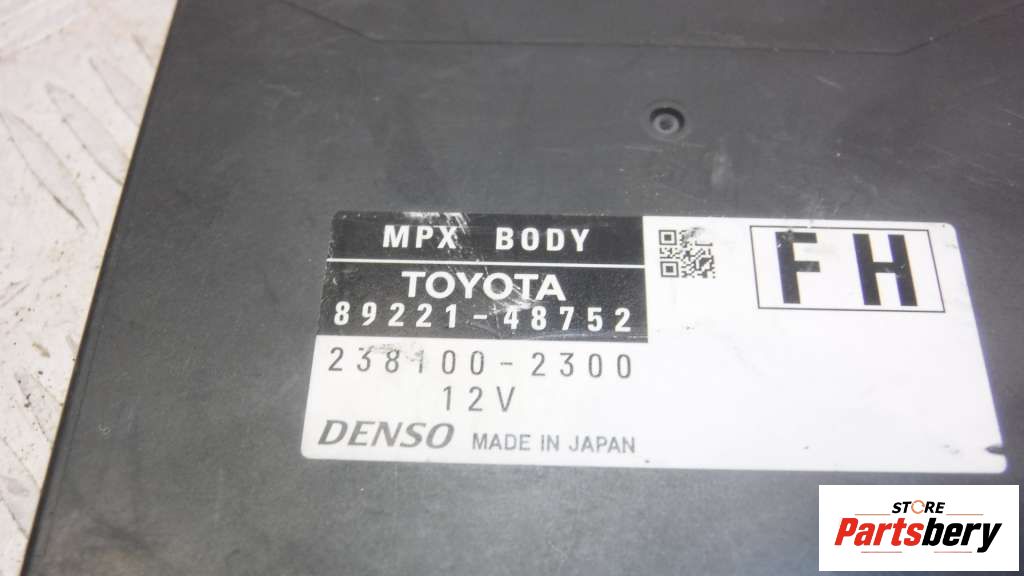 MPX BODY
TOYOTA
89221-48752
238100-2300
12V
DENSO MADE IN JAPAN
FH
STORE
Partsbery